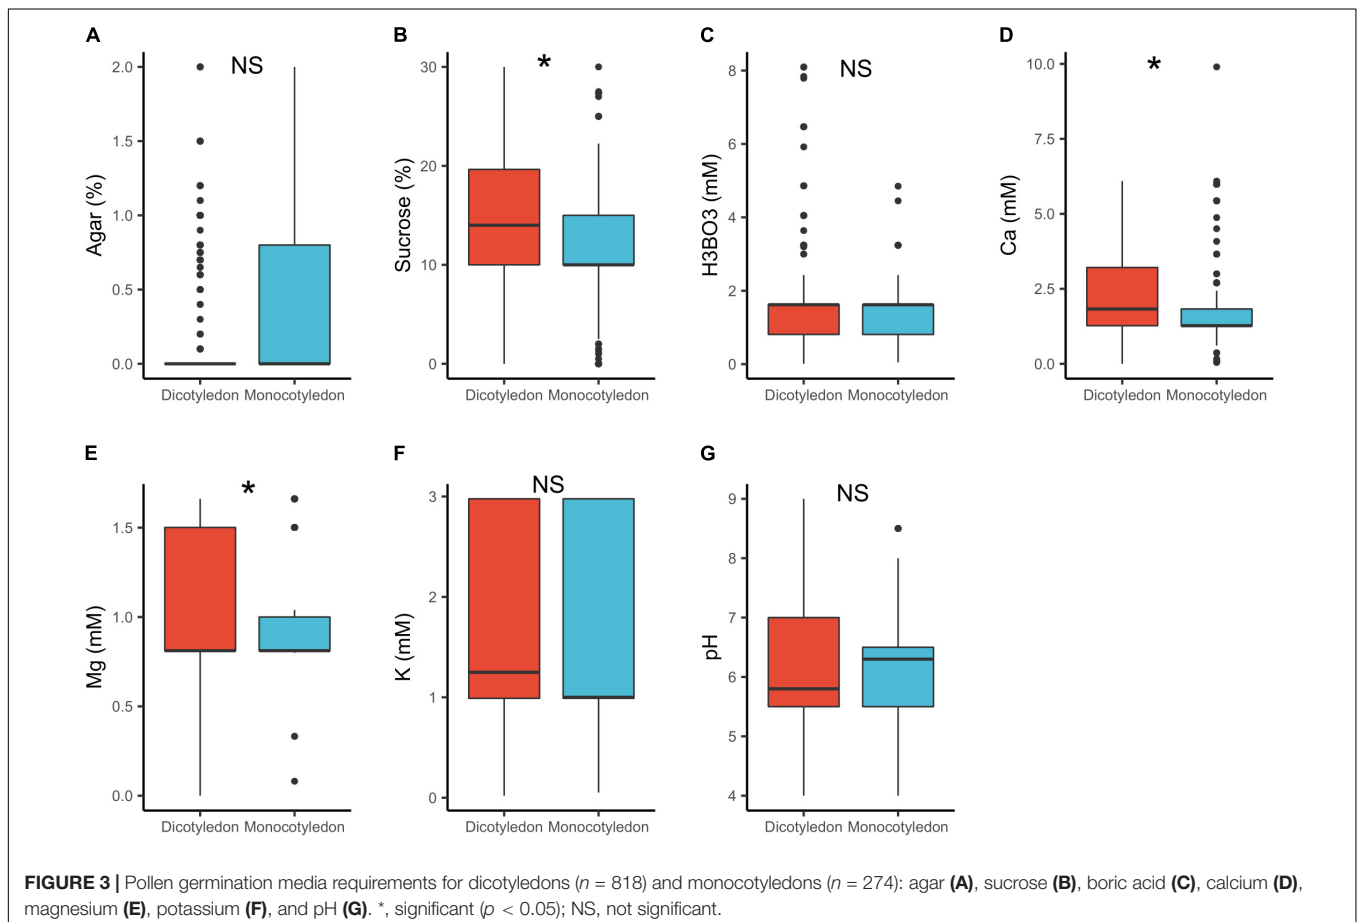 A
NS
Agar (%)
2.0
1.5
1.0
0.5
0.0
Dicotyledon Monocotyledon
B
*
Sucrose (%)
30
20
10
0
Dicotyledon Monocotyledon
C
NS
H3BO3 (mM)
8
6
4
2
0
Dicotyledon Monocotyledon
D
*
Ca (mM)
10.0
7.5
5.0
2.5
0.0
Dicotyledon Monocotyledon
E
*
Mg (mM)
1.5
1.0
0.5
0.0
Dicotyledon Monocotyledon
F
NS
K (mM)
3
2
1
0
Dicotyledon Monocotyledon
G
NS
pH
9
8
7
6
5
4
Dicotyledon Monocotyledon
FIGURE 3 | Pollen germination media requirements for dicotyledons (n = 818) and monocotyledons (n = 274): agar (A), sucrose (B), boric acid (C), calcium (D),
magnesium (E), potassium (F), and pH (G). *, significant (p < 0.05); NS, not significant.